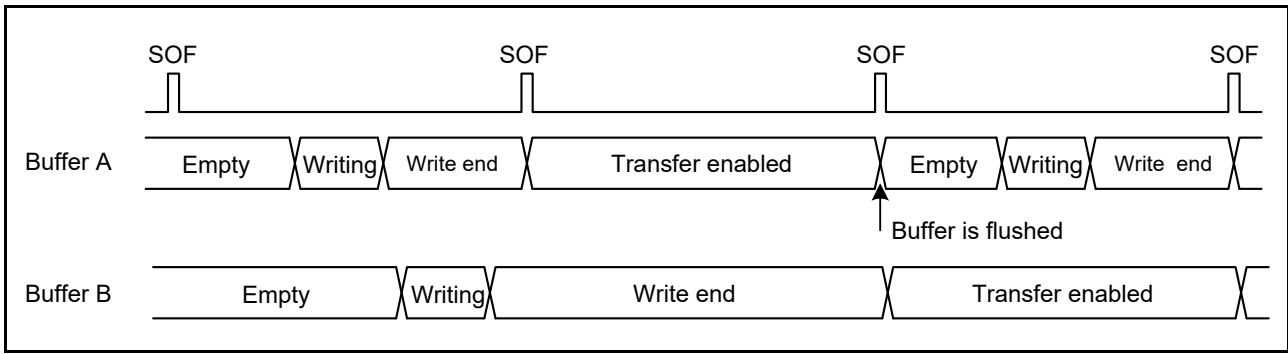 SOF SOF SOF SOF
Buffer A Empty Writing Write end Transfer enabled Empty Writing Write end
Buffer is flushed
Buffer B Empty Writing Write end Transfer enabled